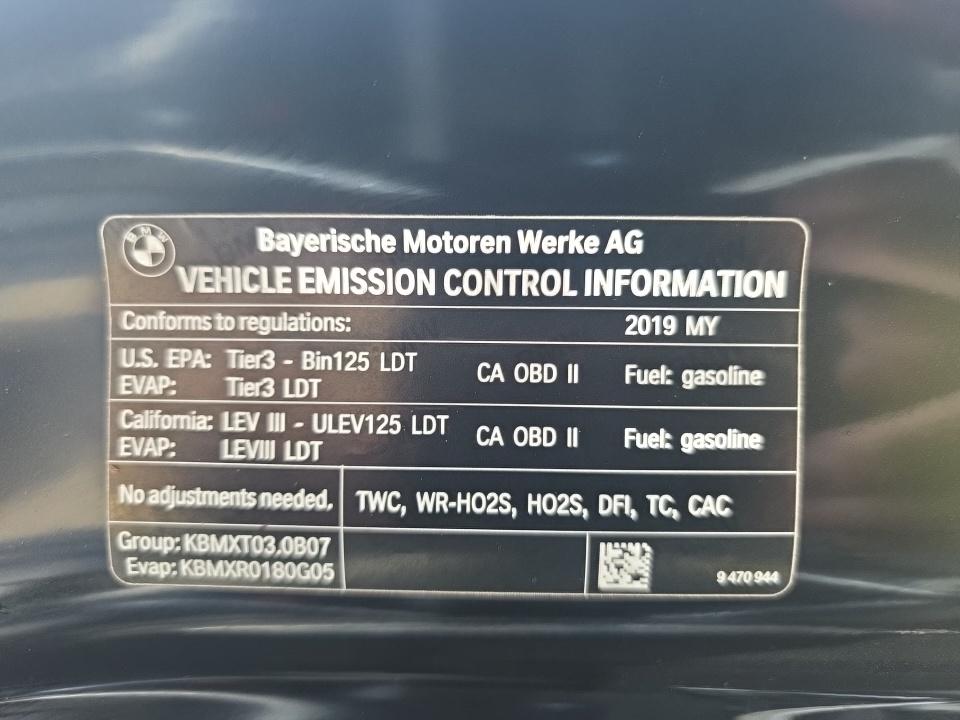 BMW
Bayerische Motoren Werke AG
VEHICLE EMISSION CONTROL INFORMATION
Conforms to regulations: 2019 MY
U.S. EPA: Tier3 - Bin125 LDT CA OBD II Fuel: gasoline
EVAP: Tier3 LDT
California: LEV III - ULEV125 LDT CA OBD II Fuel: gasoline
EVAP: LEVIII LDT
No adjustments needed. TWC, WR-HO2S, HO2S, DFI, TC, CAC
Group: KBMXT03.0B07
Evap: KBMXR0180G05
9 470 944